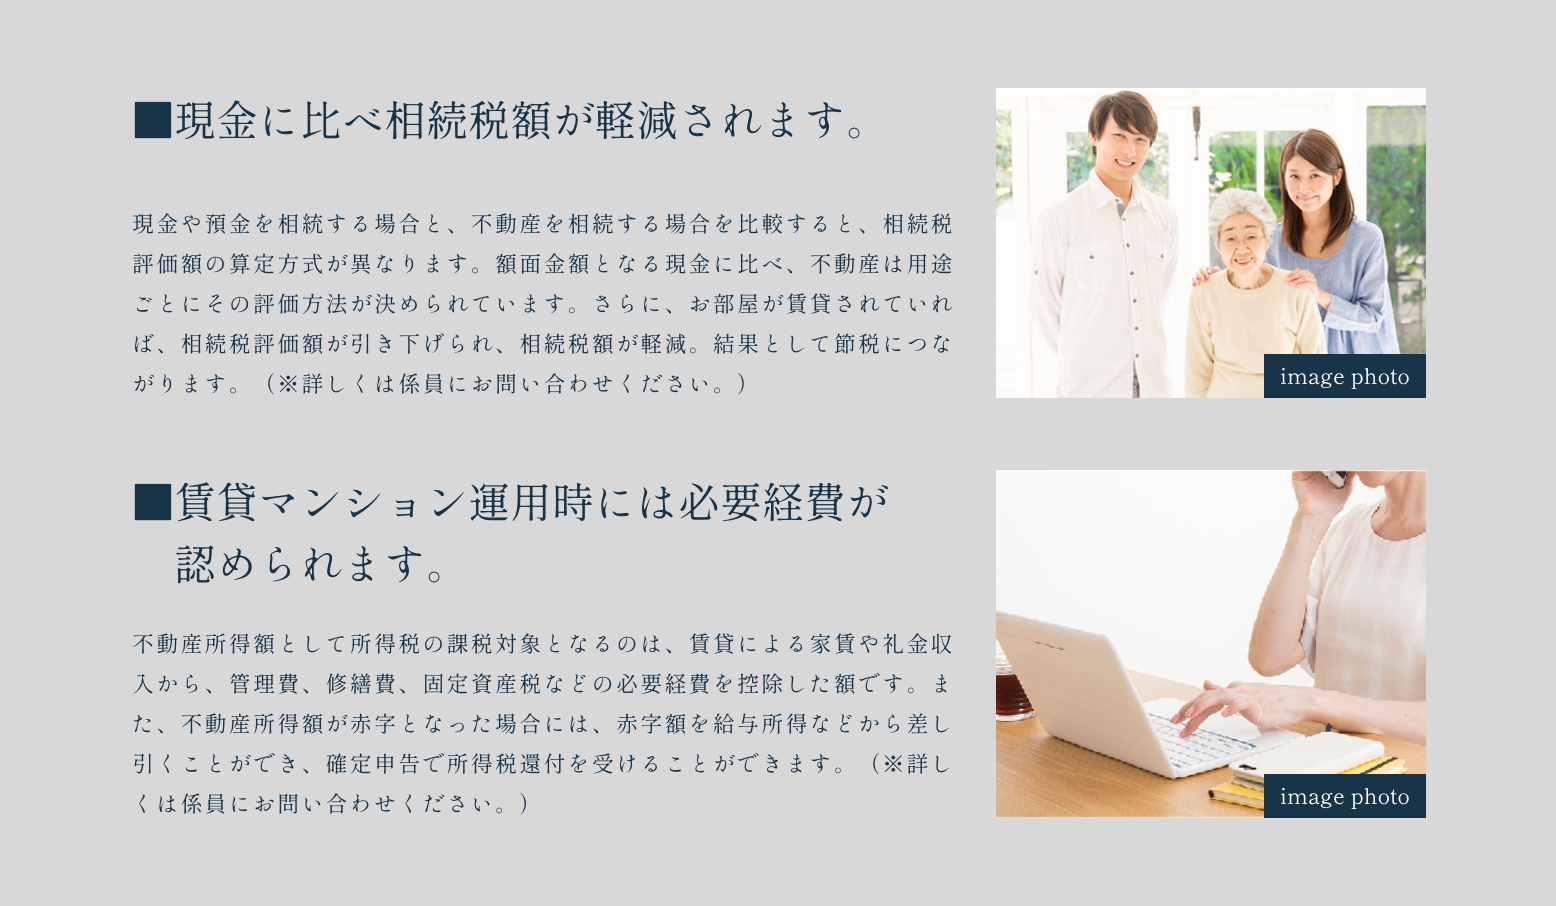 ■現金に比べ相続税額が軽減されます。
現金や預金を相続する場合と、不動産を相続する場合を比較すると、相続税
評価額の算定方式が異なります。額面金額となる現金に比べ、不動産は用途
ごとにその評価方法が決められています。さらに、お部屋が賃貸されていれ
ば、相続税評価額が引き下げられ、相続税額が軽減。結果として節税につな
がります。（※詳しくは係員にお問い合わせください。）
image photo
■賃貸マンション運用時には必要経費が
認められます。
不動産所得額として所得税の課税対象となるのは、賃貸による家賃や礼金収
入から、管理費、修繕費、固定資産税などの必要経費を控除した額です。ま
た、不動産所得額が赤字となった場合には、赤字額を給与所得などから差し
引くことができ、確定申告で所得税還付を受けることができます。（※詳し
くは係員にお問い合わせください。）
image photo